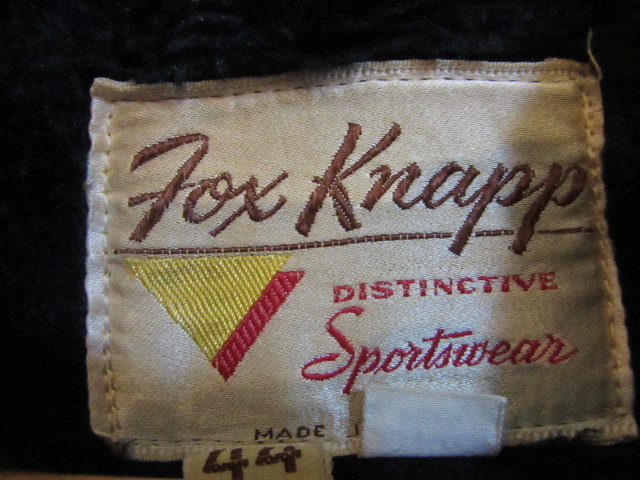 Fox Knapp
DISTINCTIVE
Sportswear
MADE
44